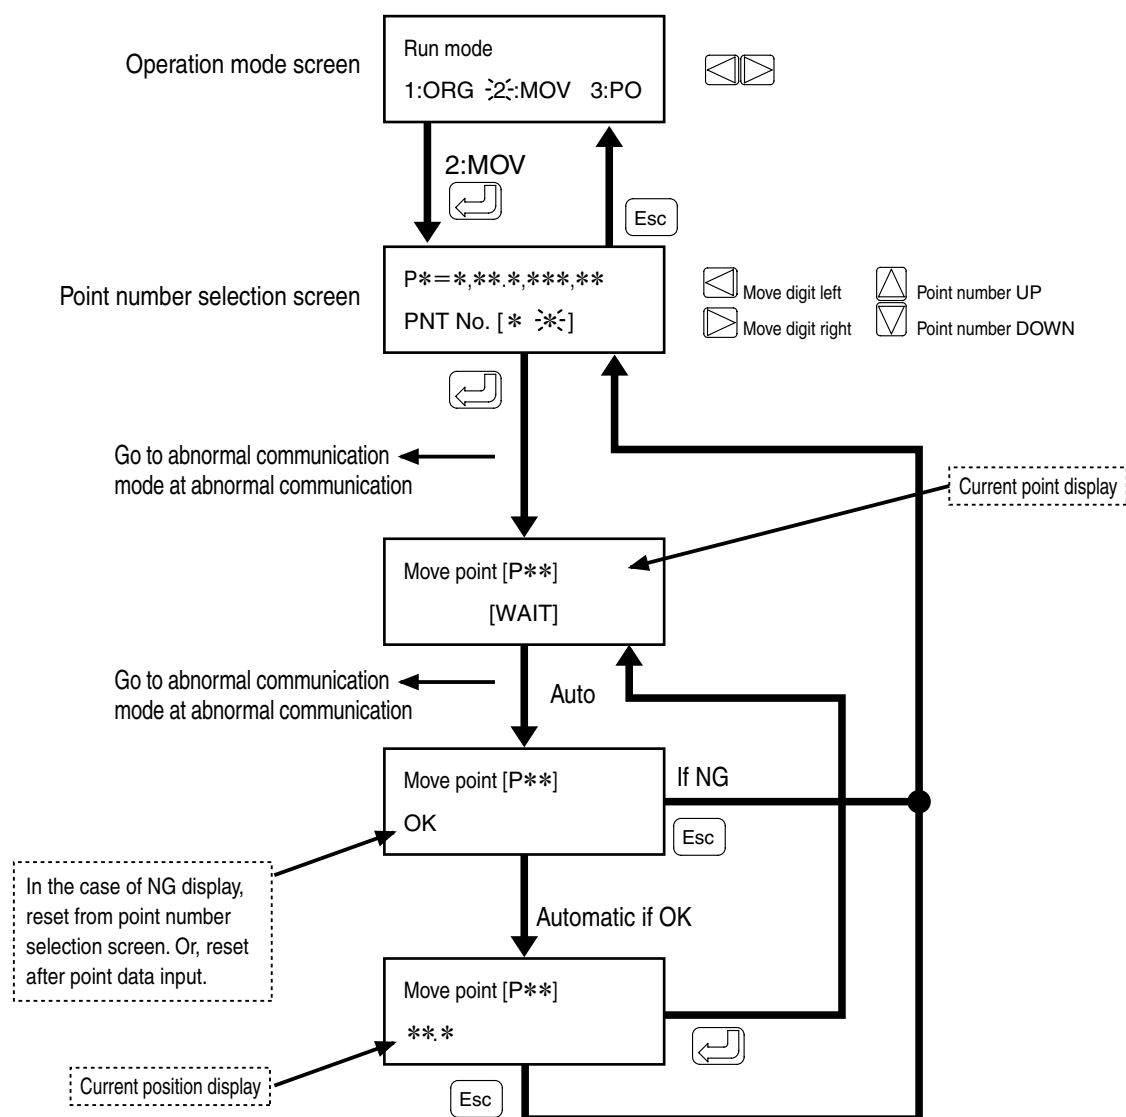 Operation mode screen
Run mode
1:ORG 2:MOV 3:PO
2:MOV
Esc
Point number selection screen
P*=*,**.*,***,**
PNT No. [* *]
Move digit left
Point number UP
Move digit right
Point number DOWN
Go to abnormal communication
mode at abnormal communication
Current point display
Move point [P**]
[WAIT]
Go to abnormal communication
mode at abnormal communication
Auto
Move point [P**]
OK
If NG
Esc
In the case of NG display,
reset from point number
selection screen. Or, reset
after point data input.
Automatic if OK
Move point [P**]
**.*
Current position display
Esc